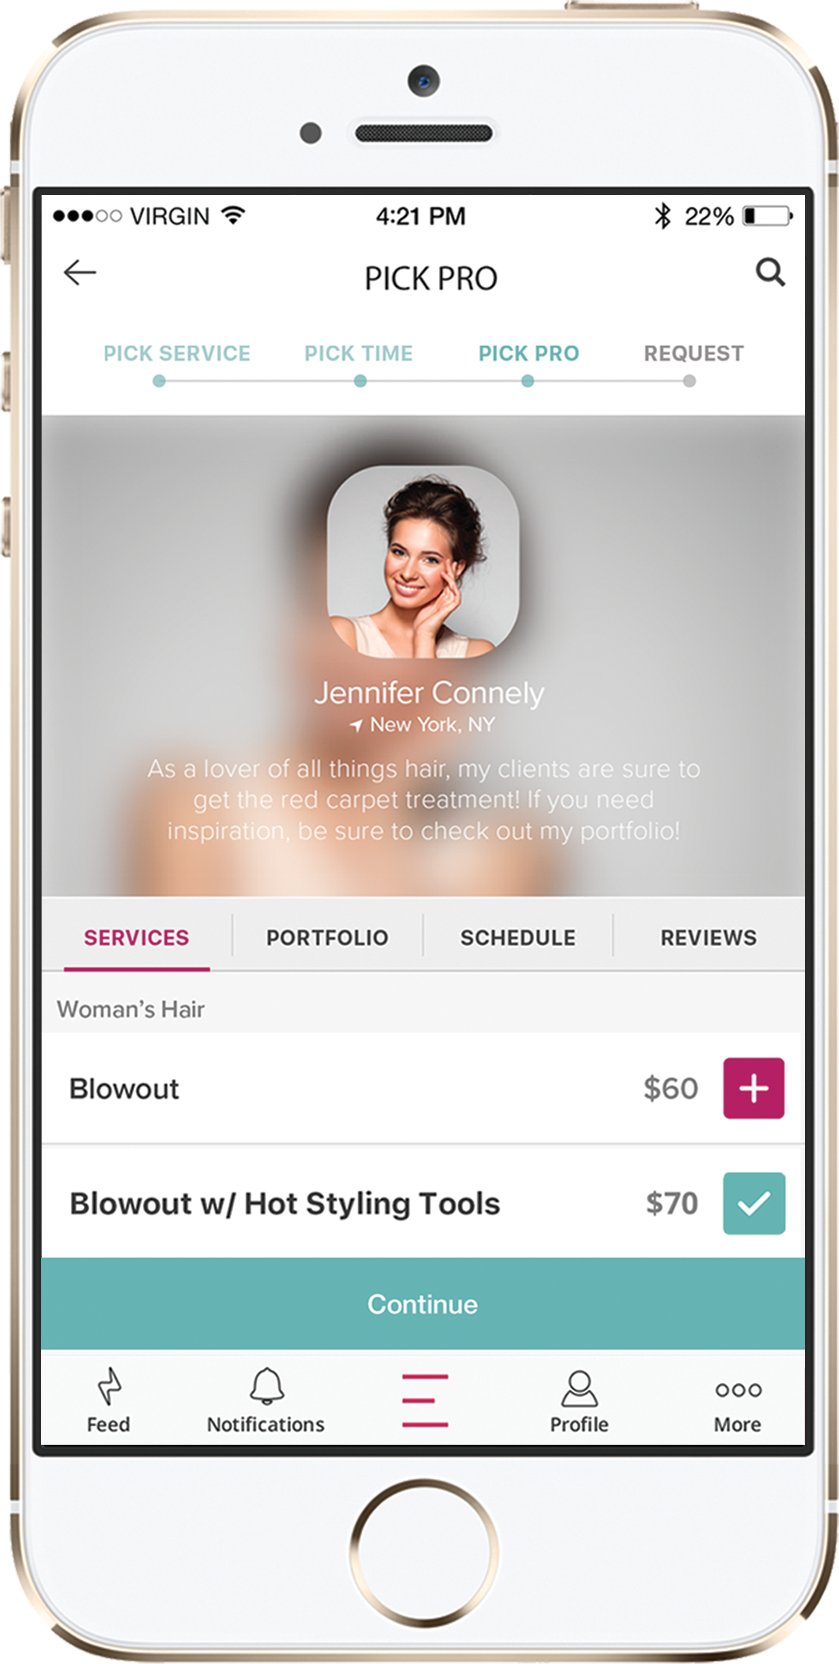 VIRGIN 4:21 PM 22%
PICK PRO
PICK SERVICE PICK TIME PICK PRO REQUEST
Jennifer Connely
New York, NY
As a lover of all things hair, my clients are sure to
get the red carpet treatment! If you need
inspiration, be sure to check out my portfolio!
SERVICES PORTFOLIO SCHEDULE REVIEWS
Woman's Hair
Blowout $60
Blowout w/ Hot Styling Tools $70
Continue
Feed Notifications Profile More